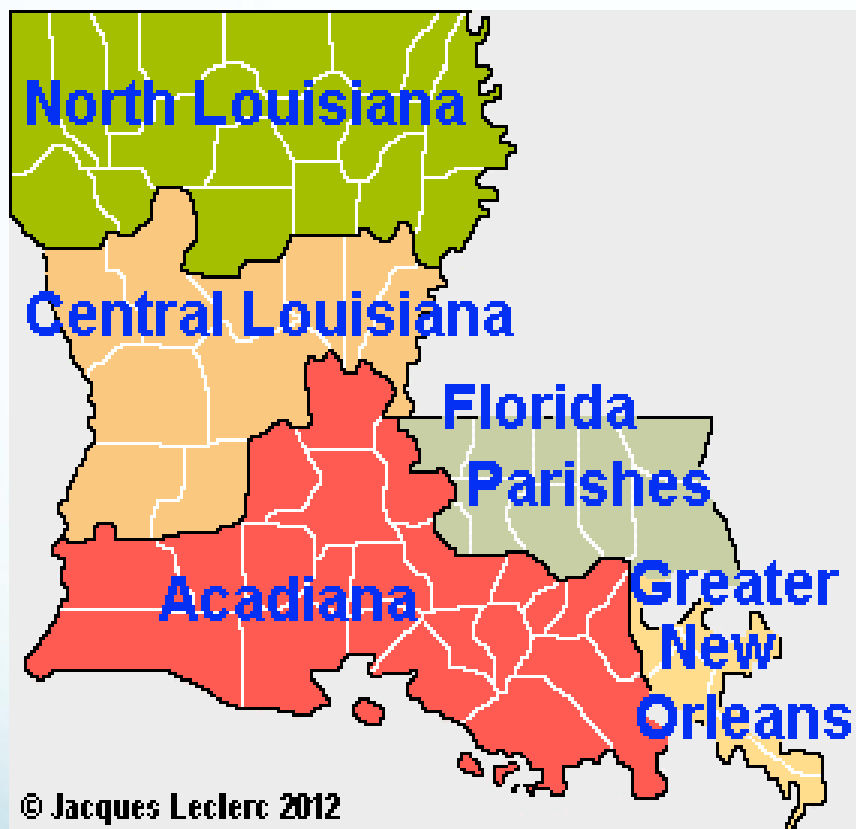 North Louisiana
Central Louisiana
Florida
Parishes
Acadiana
Greater
New
Orleans
© Jacques Leclerc 2012